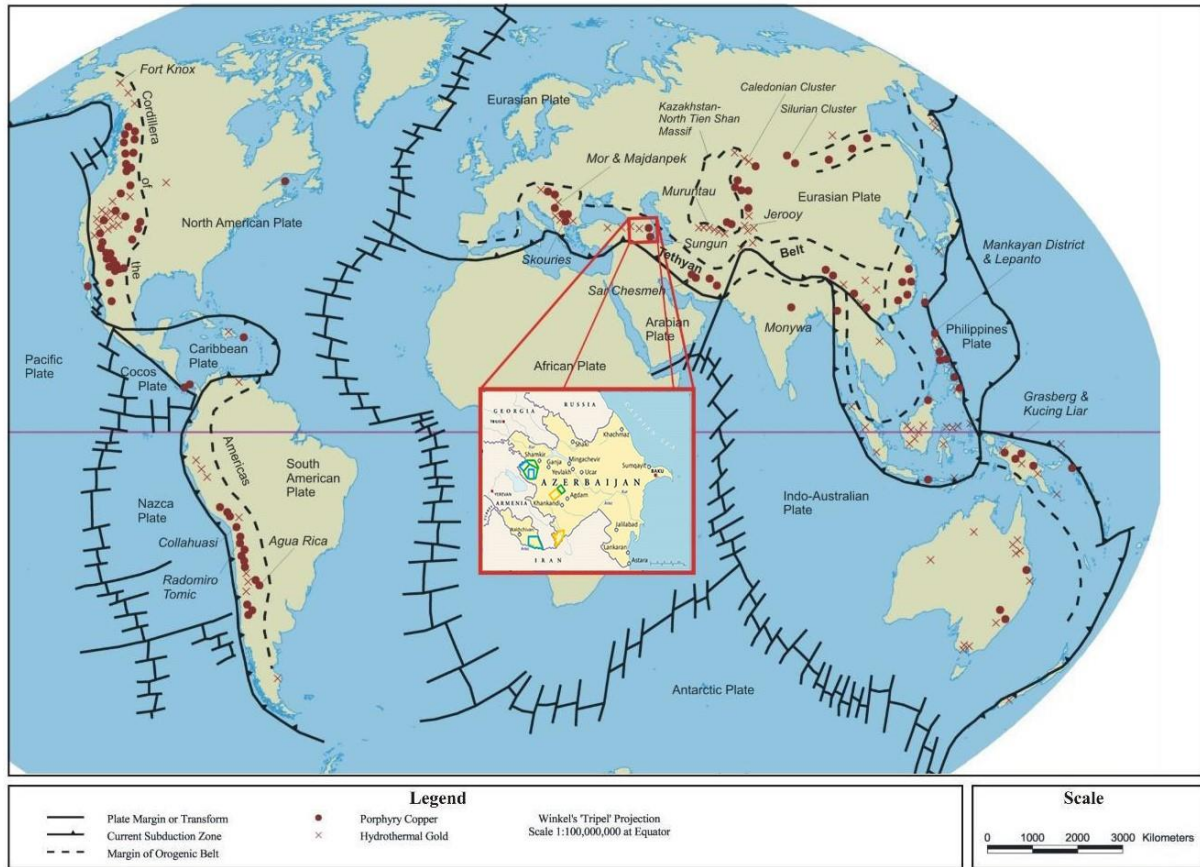 Fort Knox
Cordillera
of
the
Americas
North American Plate
Pacific
Plate
Cocos
Plate
Caribbean
Plate
Nazca
Plate
South
American
Plate
Collahuasi
Agua Rica
Radomiro
Tomic
Eurasian Plate
Mor & Majdanpek
Skouries
Kazakhstan-
North Tien Shan
Massif
Caledonian Cluster
Silurian Cluster
Muruntau
Eurasian Plate
Jerooy
Sungun
Tethyan
Belt
Sar Chesmeh
Arabian
Plate
African Plate
Monywa
Mankayan District
& Lepanto
Philippines
Plate
Grasberg &
Kucing Liar
Indo-Australian
Plate
Antarctic Plate
RUSSIA
GEORGIA
Khachmaz
Shaki
Shamkir
Ganja
Mingachevir
Yevlakh
Ucar
Sumqayit
BAKU
AZERBAIJAN
ARMENIA
Agdam
Khankandi
Jalilabad
Lankaran
Astara
IRAN
Legend
Plate Margin or Transform
Current Subduction Zone
Margin of Orogenic Belt
Porphyry Copper
Hydrothermal Gold
Winkel's 'Tripel' Projection
Scale 1:100,000,000 at Equator
Scale
0 1000 2000 3000 Kilometers